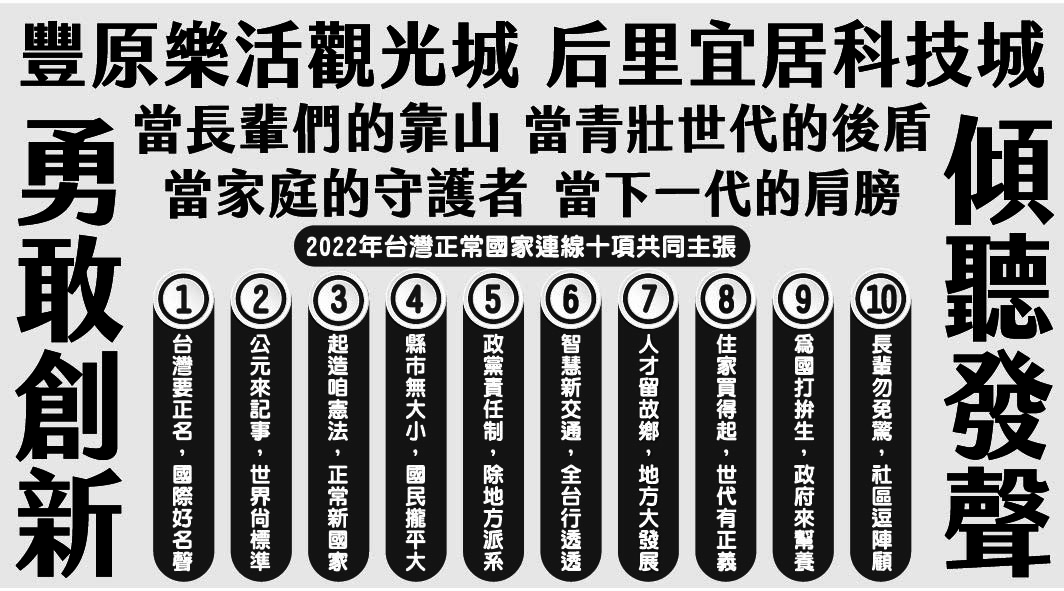 豐原樂活觀光城 后里宜居科技城
勇敢創新
當長輩們的靠山 當青壯世代的後盾
當家庭的守護者 當下一代的肩膀
傾聽發聲
2022年台灣正常國家連線十項共同主張
1
台灣要正名，國際好名聲
2
公元來記事，世界尚標準
3
起造咱憲法，正常新國家
4
縣市無大小，國民攏平大
5
政黨責任制，除地方派系
6
智慧新交通，全台行透透
7
人才留故鄉，地方大發展
8
住家買得起，世代有正義
9
為國打拚生，政府來幫養
10
長輩勿免驚，社區逗陣顧